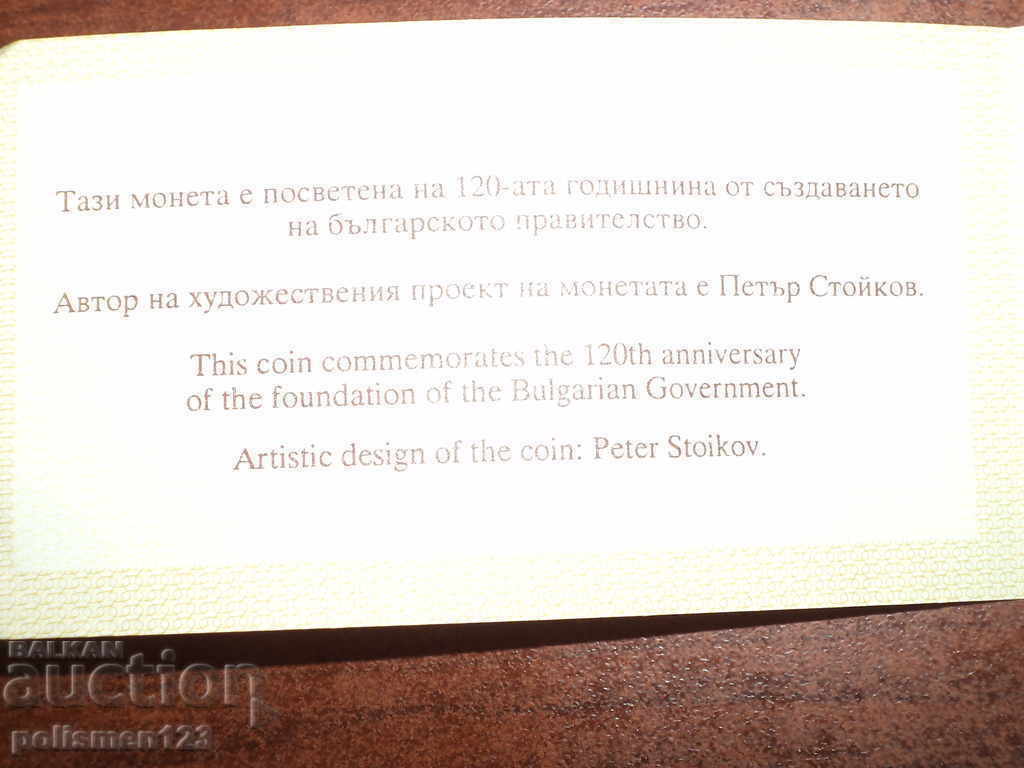 Тази монета е посветена на 120-ата годишнина от създаването
на българското правителство.
Автор на художествения проект на монетата е Петър Стойков.
This coin commemorates the 120th anniversary
of the foundation of the Bulgarian Government.
Artistic design of the coin: Peter Stoikov.
BALKAN
auction
polismen123